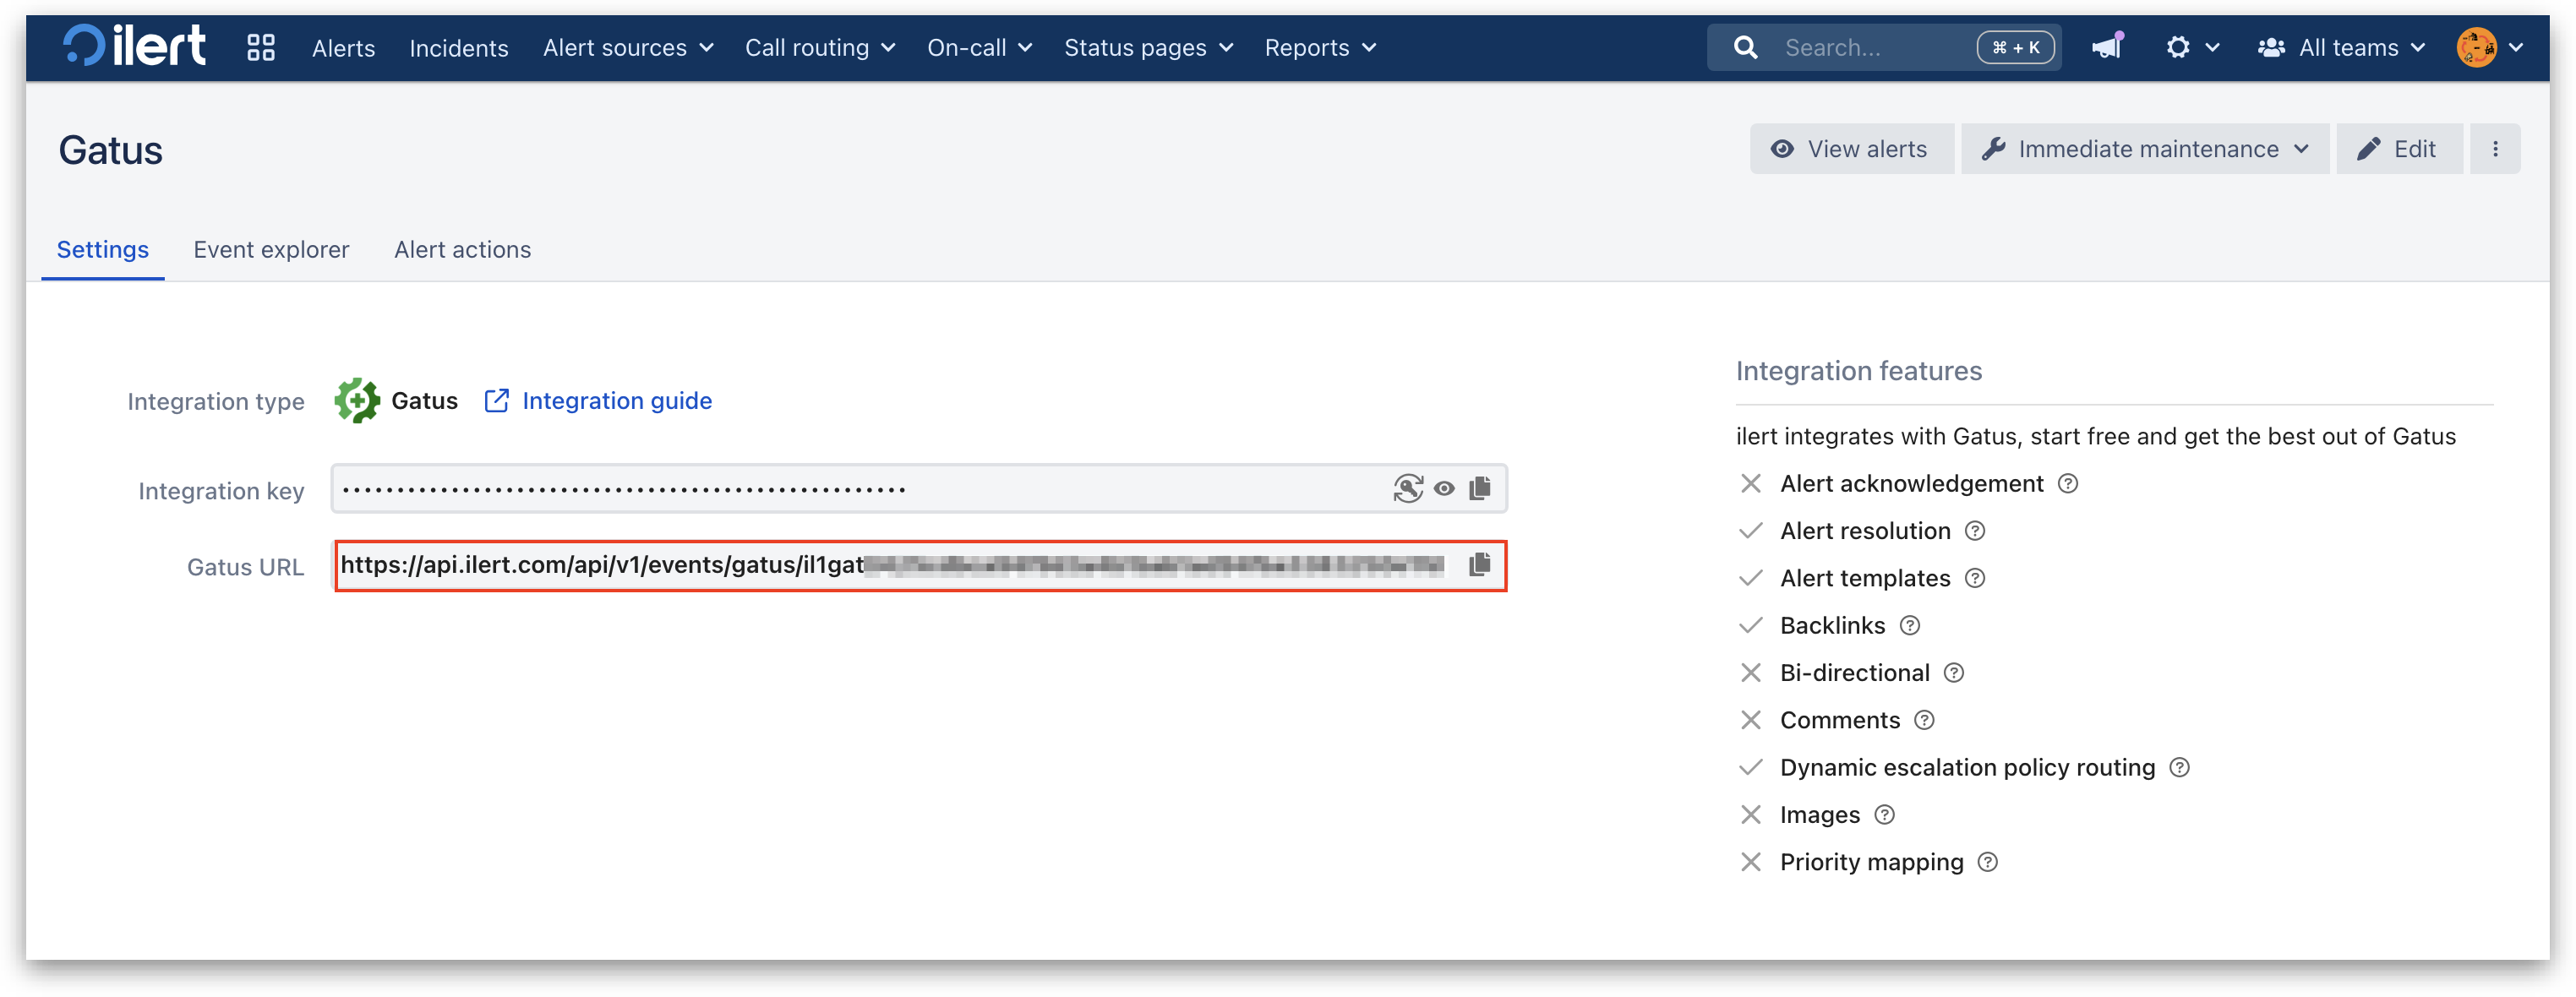 ilert Alerts Incidents Alert sources Call routing On-call Status pages Reports Search... ⌘ + K All teams
Gatus
View alerts Immediate maintenance Edit
Settings Event explorer Alert actions
Integration type Gatus Integration guide
Integration key ••••••••••••••••••••••••••••••••••••••••••••••••••••
Gatus URL https://api.ilert.com/api/v1/events/gatus/il1gat
Integration features
ilert integrates with Gatus, start free and get the best out of Gatus
Alert acknowledgement
Alert resolution
Alert templates
Backlinks
Bi-directional
Comments
Dynamic escalation policy routing
Images
Priority mapping